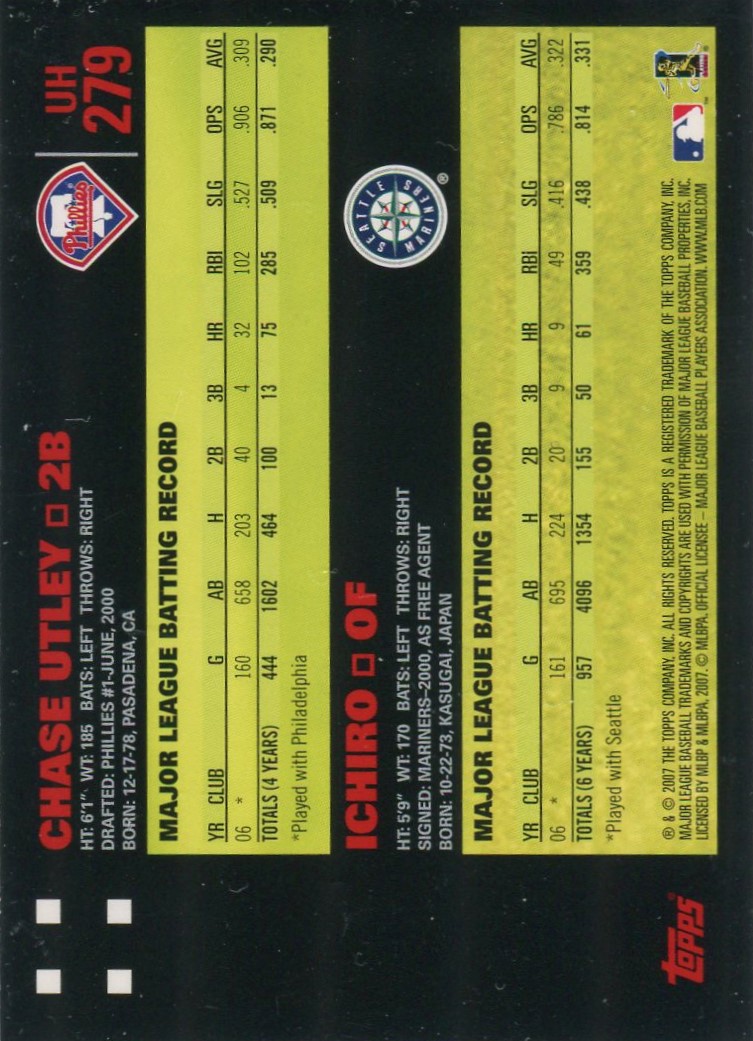 CHASE UTLEY □ 2B
HT: 6'1" WT: 185 BATS: LEFT THROWS: RIGHT
DRAFTED: PHILLIES #1-JUNE, 2000
BORN: 12-17-78, PASADENA, CA
Phillies
UH
279
MAJOR LEAGUE BATTING RECORD
YR CLUB G AB H 2B 3B HR RBI SLG OPS AVG
06 * 160 658 203 40 4 32 102 .527 .906 .309
TOTALS (4 YEARS) 444 1602 464 100 13 75 285 .509 .871 .290
*Played with Philadelphia
ICHIRO □ OF
HT: 5'9" WT: 170 BATS: LEFT THROWS: RIGHT
SIGNED: MARINERS-2000, AS FREE AGENT
BORN: 10-22-73, KASUGAI, JAPAN
SEATTLE MARINERS ®
MAJOR LEAGUE BATTING RECORD
YR CLUB G AB H 2B 3B HR RBI SLG OPS AVG
06 * 161 695 224 20 9 9 49 .416 .786 .322
TOTALS (6 YEARS) 957 4096 1354 155 50 61 359 .438 .814 .331
*Played with Seattle
topps
® & © 2007 THE TOPPS COMPANY, INC. ALL RIGHTS RESERVED. TOPPS IS A REGISTERED TRADEMARK OF THE TOPPS COMPANY, INC.
MAJOR LEAGUE BASEBALL TRADEMARKS AND COPYRIGHTS ARE USED WITH PERMISSION OF MAJOR LEAGUE BASEBALL PROPERTIES, INC.
LICENSED BY MLBP & MLBPA, 2007. © MLBPA, OFFICIAL LICENSEE – MAJOR LEAGUE BASEBALL PLAYERS ASSOCIATION. WWW.MLB.COM